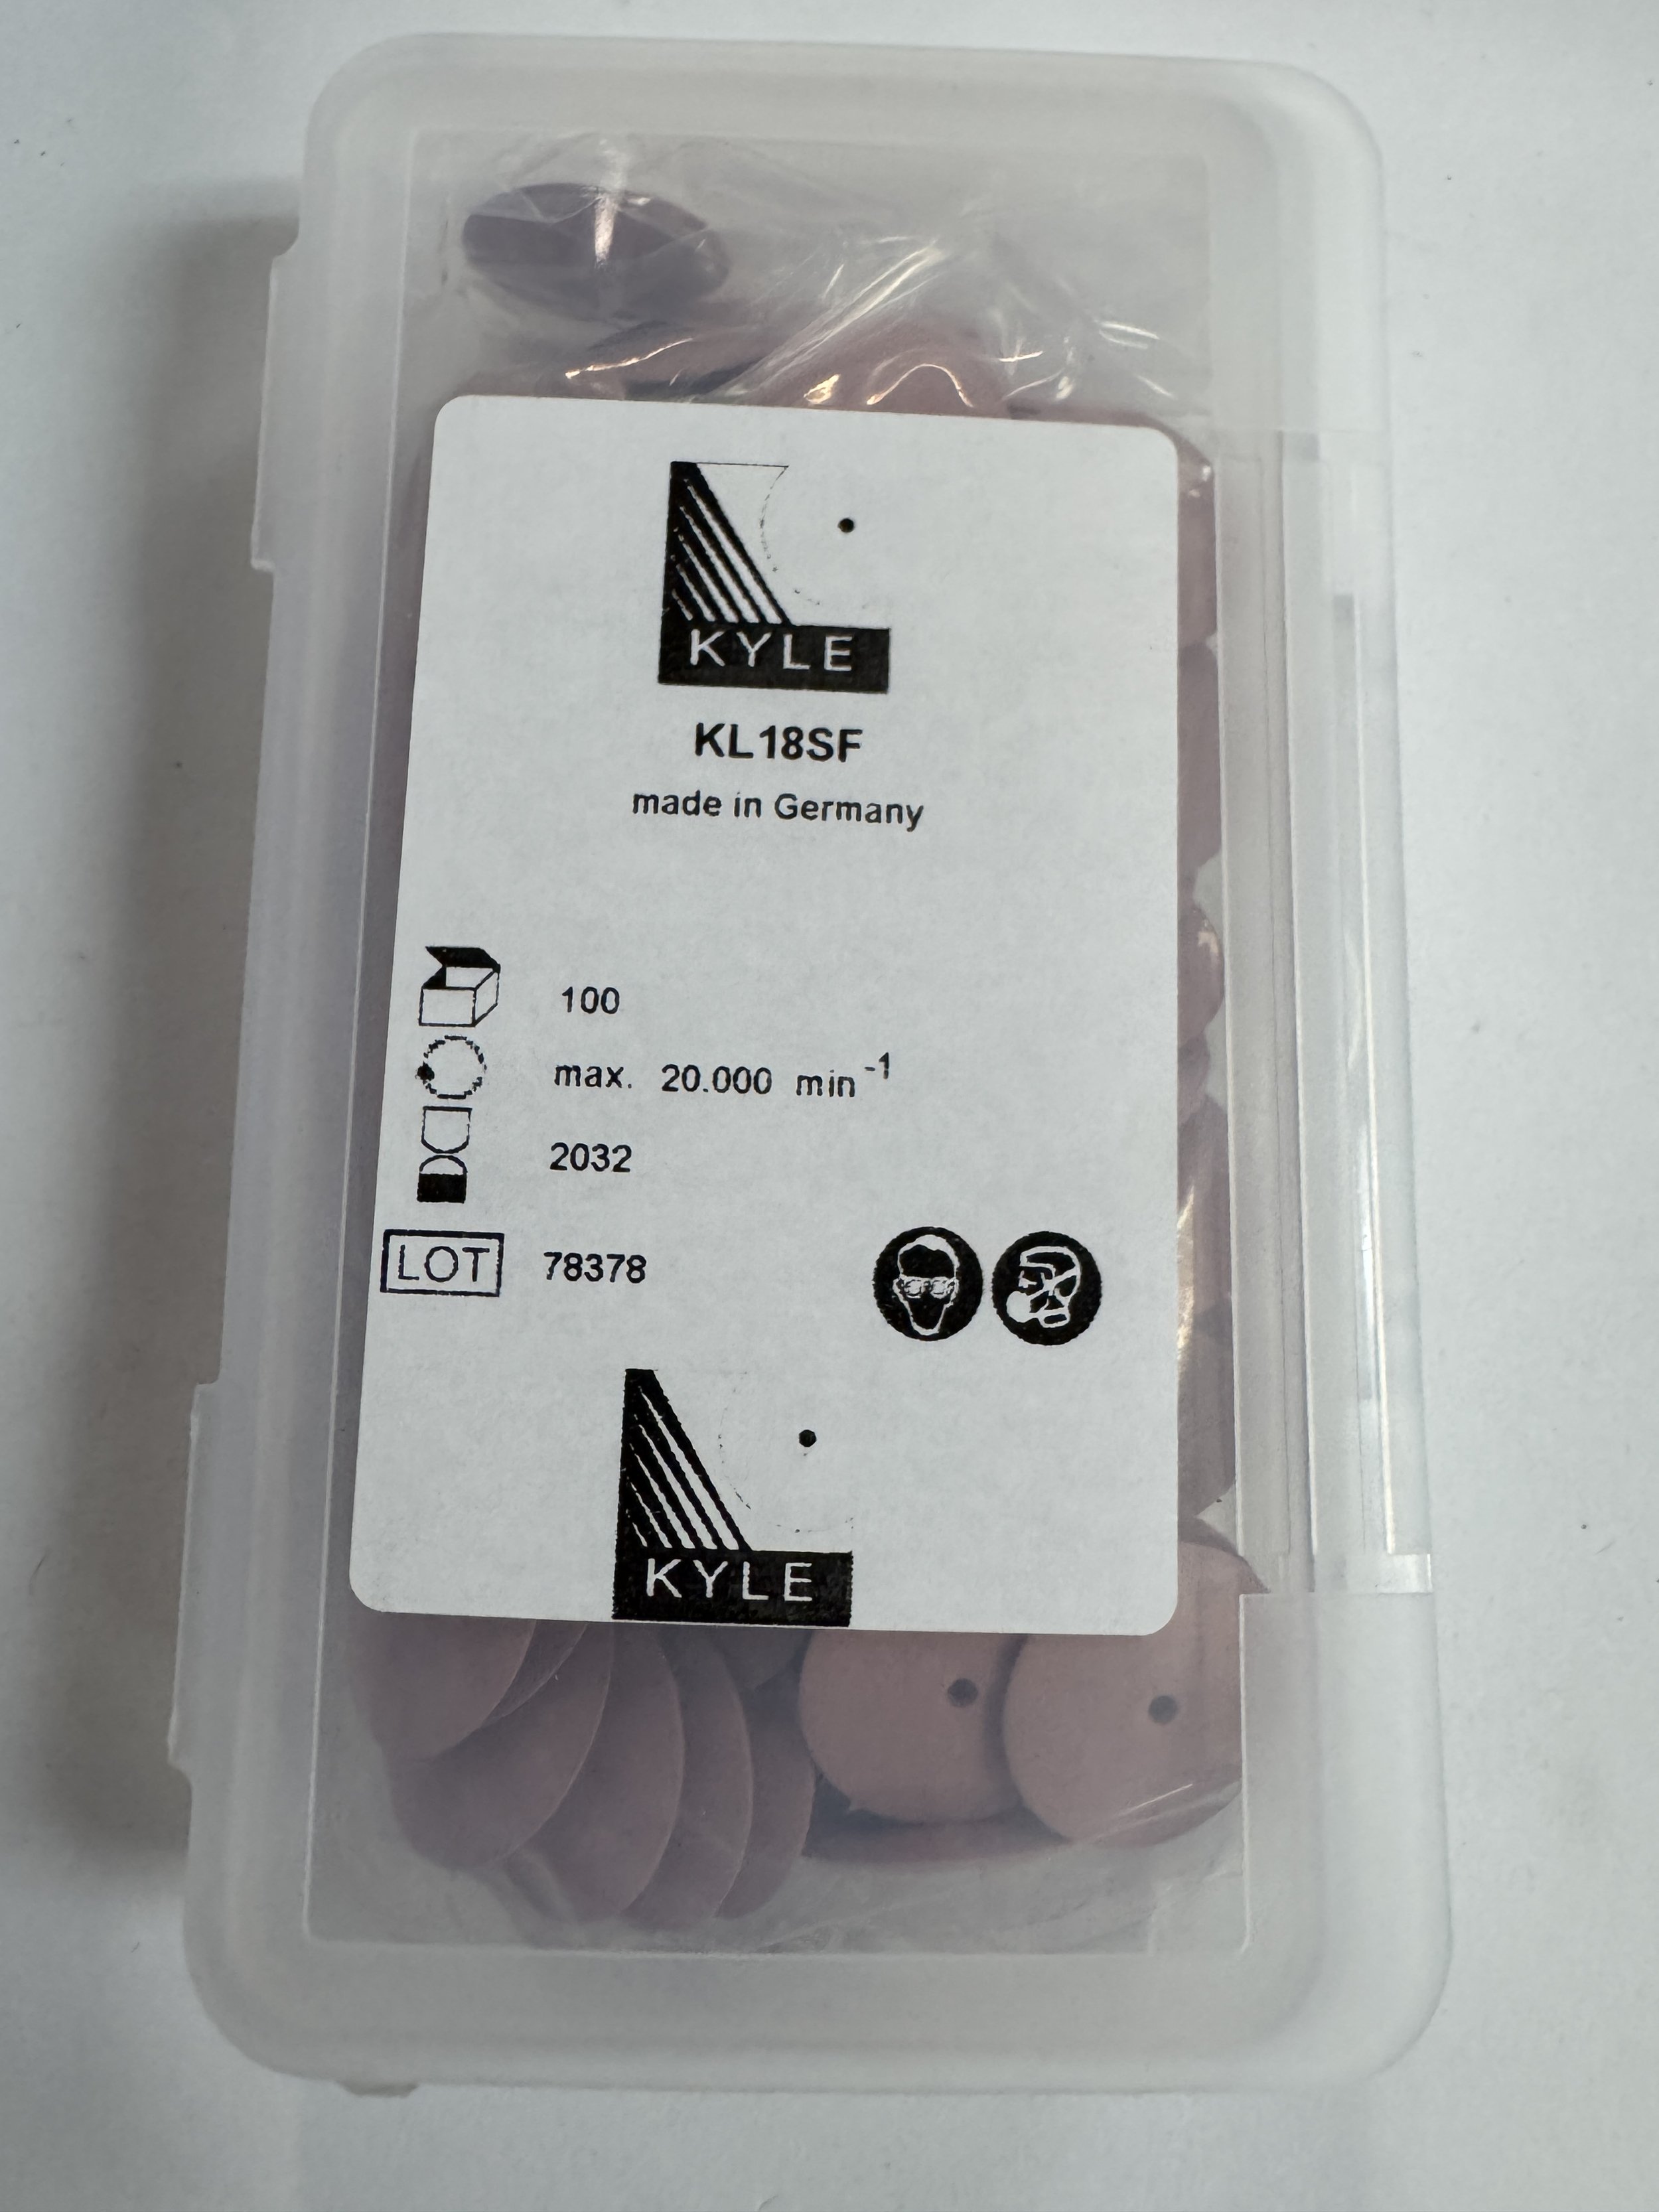 KYLE
KL18SF
made in Germany
100
max. 20.000 min⁻¹
2032
LOT 78378
KYLE